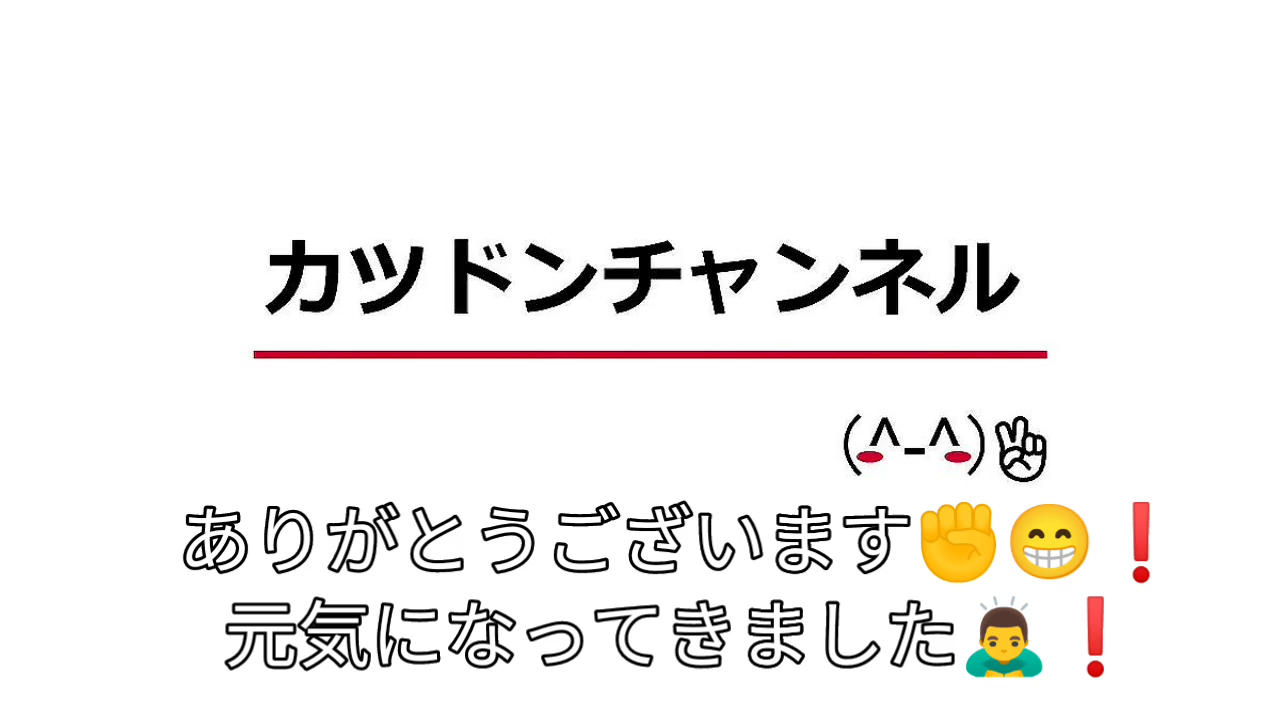 カツドンチャンネル
(^-^)✌
ありがとうございます✊😁❗
元気になってきました🙇‍♂️❗